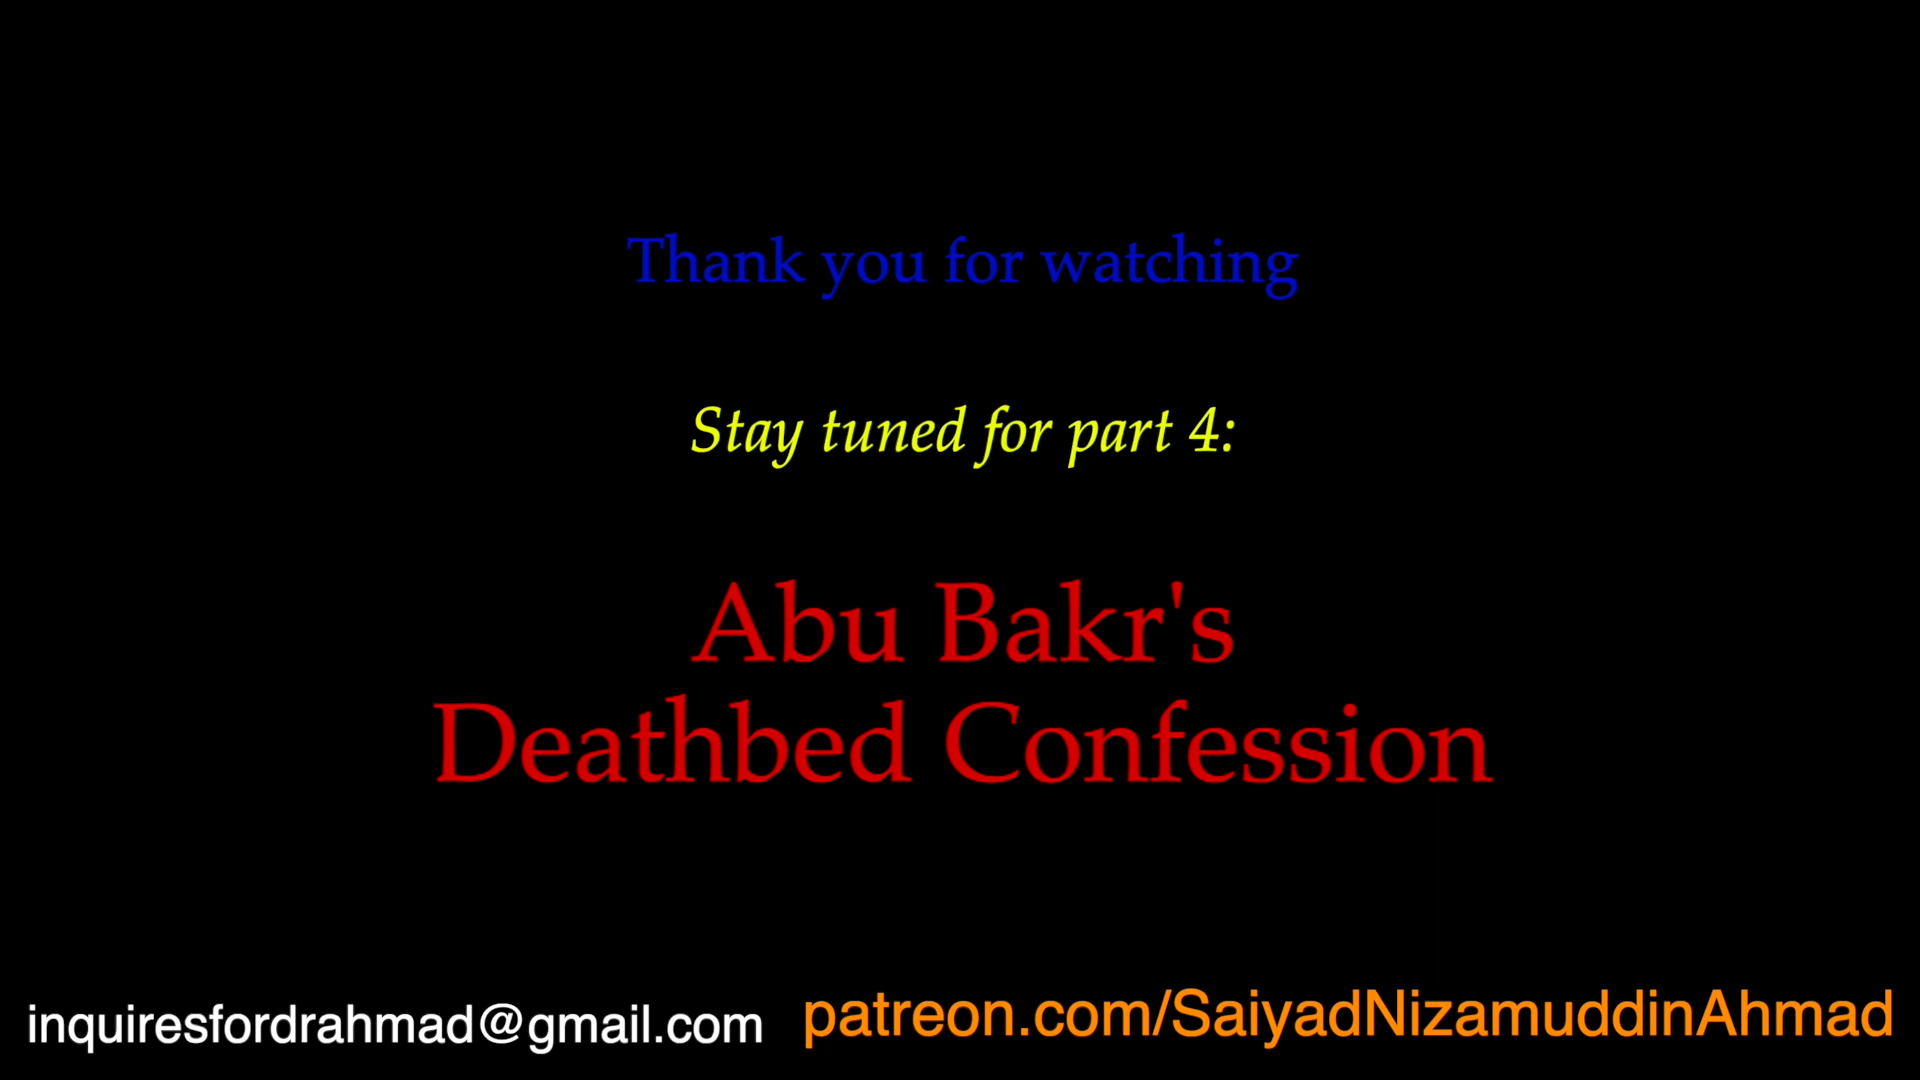 Thank you for watching
Stay tuned for part 4:
Abu Bakr's
Deathbed Confession
inquiresfordrahmad@gmail.com
patreon.com/SaiyadNizamuddinAhmad